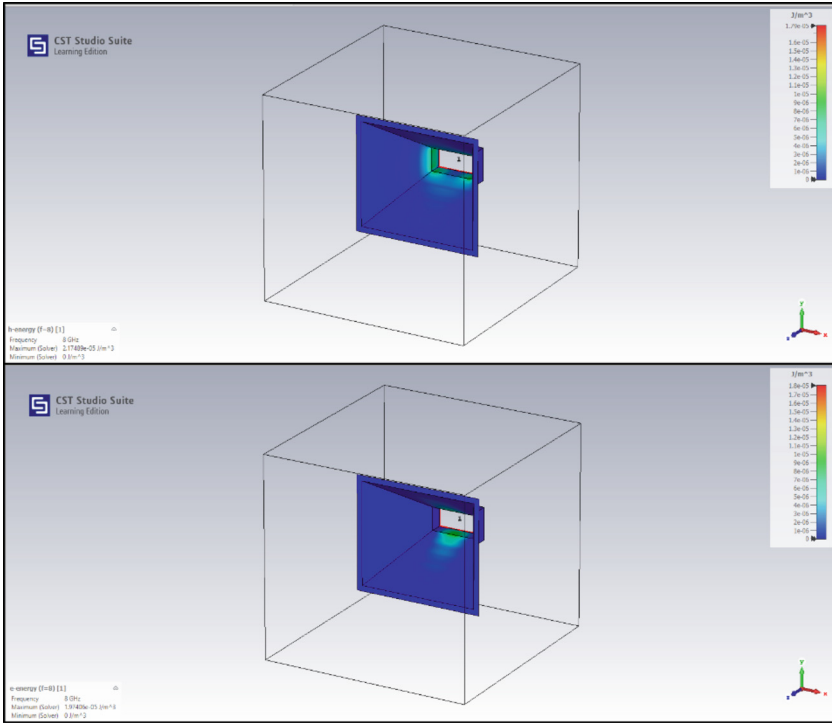 CST Studio Suite
Learning Edition
J/m^3
1.79e-05
1.6e-05
1.4e-05
1.3e-05
1.2e-05
1.1e-05
1e-05
9e-06
8e-06
7e-06
6e-06
5e-06
4e-06
3e-06
2e-06
1e-06
0
1
y
x
z
h-energy (f=8) [1]
Frequency 8 GHz
Maximum (Solver) 2.17489e-05 J/m^3
Minimum (Solver) 0 J/m^3
CST Studio Suite
Learning Edition
J/m^3
1.8e-05
1.7e-05
1.6e-05
1.5e-05
1.4e-05
1.3e-05
1.2e-05
1.1e-05
1e-05
9e-06
8e-06
7e-06
6e-06
5e-06
4e-06
3e-06
2e-06
1e-06
0
1
y
x
z
e-energy (f=8) [1]
Frequency 8 GHz
Maximum (Solver)
Minimum (Solver) 0 J/m^3